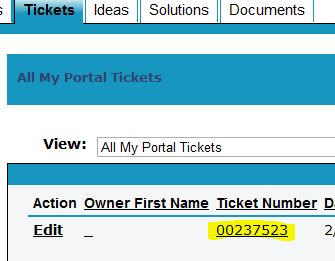 s Tickets Ideas Solutions Documents
All My Portal Tickets
View: All My Portal Tickets
Action Owner First Name Ticket Number D
Edit _ 00237523 2/